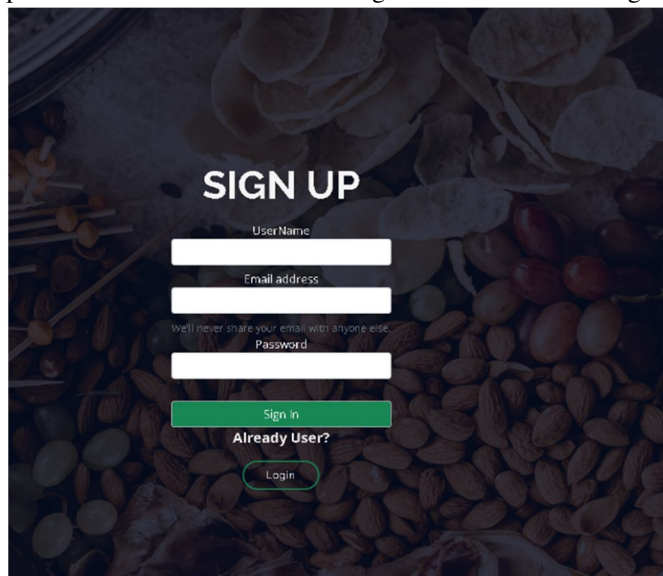 SIGN UP
UserName
Email address
We'll never share your email with anyone else.
Password
Sign In
Already User?
Login